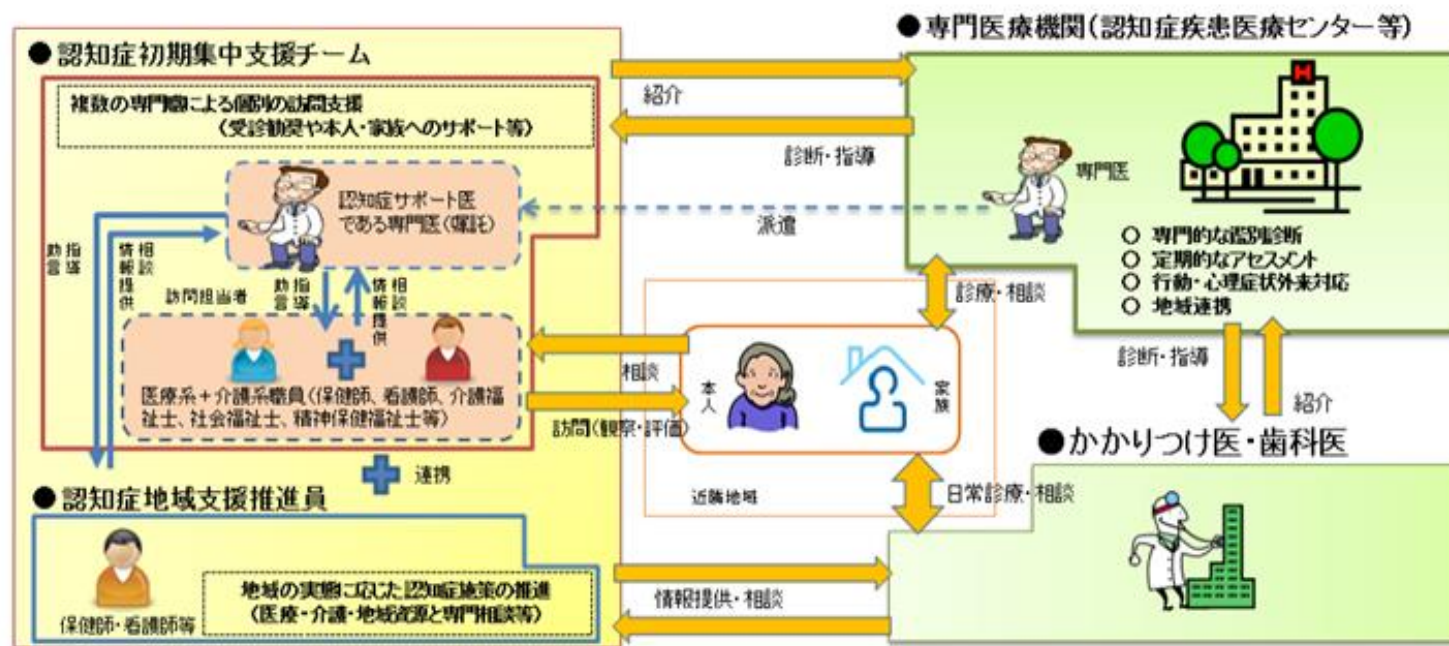 ●認知症初期集中支援チーム
複数の専門職による個別の訪問支援
（受診勧奨や本人・家族へのサポート等）
認知症サポート医
である専門医（嘱託）
指導
助言
相談
情報提供
訪問担当者
指導
助言
相談
情報提供
医療系＋介護系職員（保健師、看護師、介護福
祉士、社会福祉士、精神保健福祉士等）
連携
●認知症地域支援推進員
保健師・看護師等
地域の実態に応じた認知症施策の推進
（医療・介護・地域資源と専門相談等）
紹介
診断・指導
派遣
相談
訪問（観察・評価）
本人
家族
近隣地域
診療・相談
日常診療・相談
情報提供・相談
●専門医療機関（認知症疾患医療センター等）
H
専門医
○ 専門的な鑑別診断
○ 定期的なアセスメント
○ 行動・心理症状外来対応
○ 地域連携
診断・指導
紹介
●かかりつけ医・歯科医